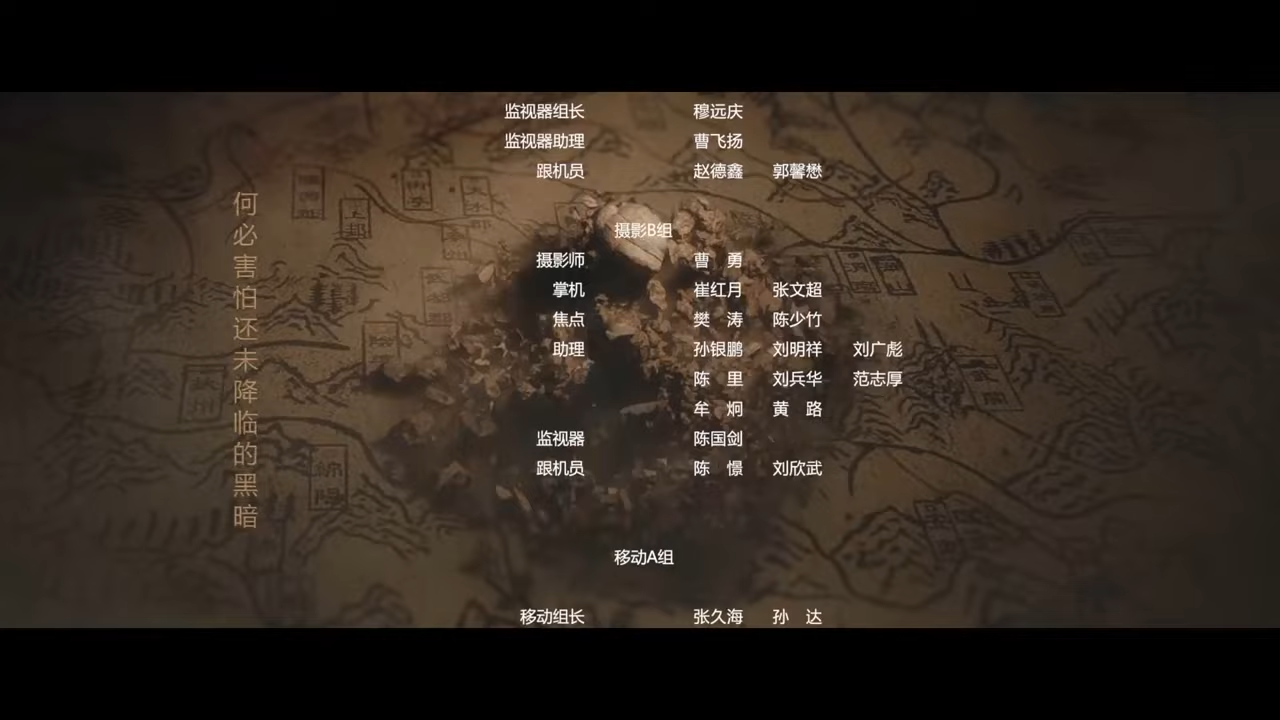 监视器组长 穆远庆
监视器助理 曹飞扬
跟机员 赵德鑫 郭馨懋
摄影B组
摄影师 曹 勇
掌机 崔红月 张文超
焦点 樊 涛 陈少竹
助理 孙银鹏 刘明祥 刘广彪
陈 里 刘兵华 范志厚
牟 炯 黄 路
监视器 陈国剑
跟机员 陈 憬 刘欣武
移动A组
移动组长 张久海 孙 达
何必害怕还未降临的黑暗